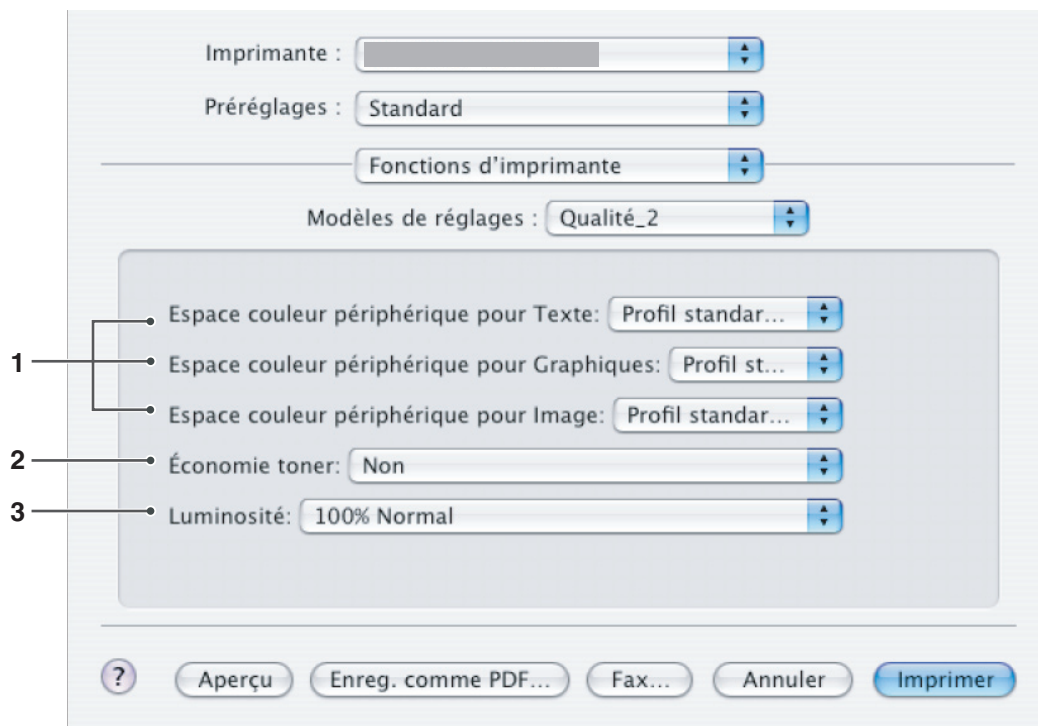 Imprimante :
Préréglages : Standard
Fonctions d'imprimante
Modèles de réglages : Qualité_2
Espace couleur périphérique pour Texte: Profil standar...
1 Espace couleur périphérique pour Graphiques: Profil st...
Espace couleur périphérique pour Image: Profil standar...
2 Économie toner: Non
3 Luminosité: 100% Normal
? Aperçu Enreg. comme PDF... Fax... Annuler Imprimer